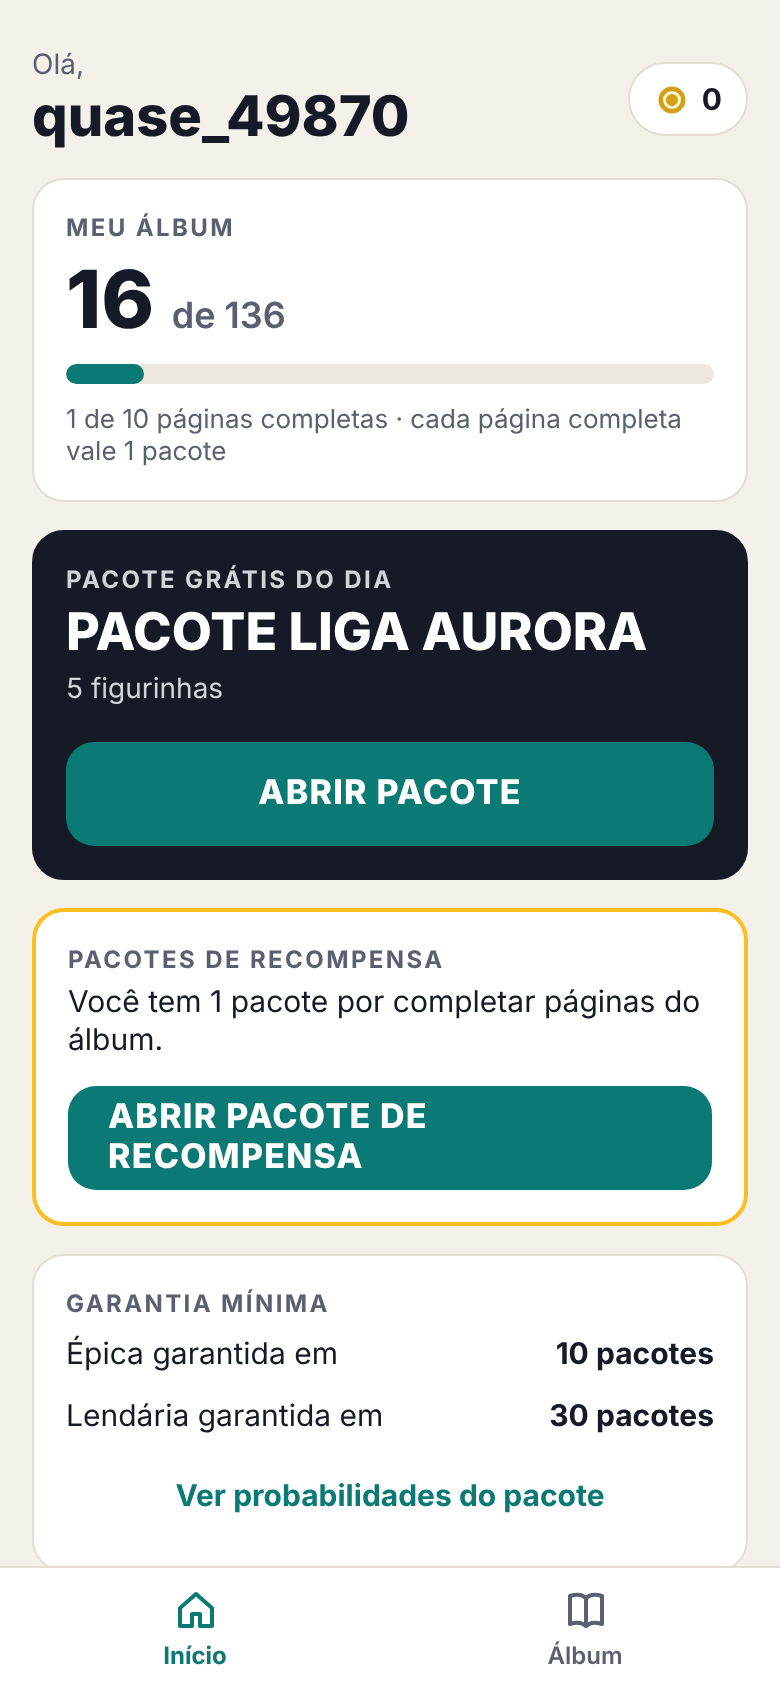 Olá,
quase_49870
0
MEU ÁLBUM
16 de 136
1 de 10 páginas completas · cada página completa
vale 1 pacote
PACOTE GRÁTIS DO DIA
PACOTE LIGA AURORA
5 figurinhas
ABRIR PACOTE
PACOTES DE RECOMPENSA
Você tem 1 pacote por completar páginas do
álbum.
ABRIR PACOTE DE
RECOMPENSA
GARANTIA MÍNIMA
Épica garantida em 10 pacotes
Lendária garantida em 30 pacotes
Ver probabilidades do pacote
Início Álbum